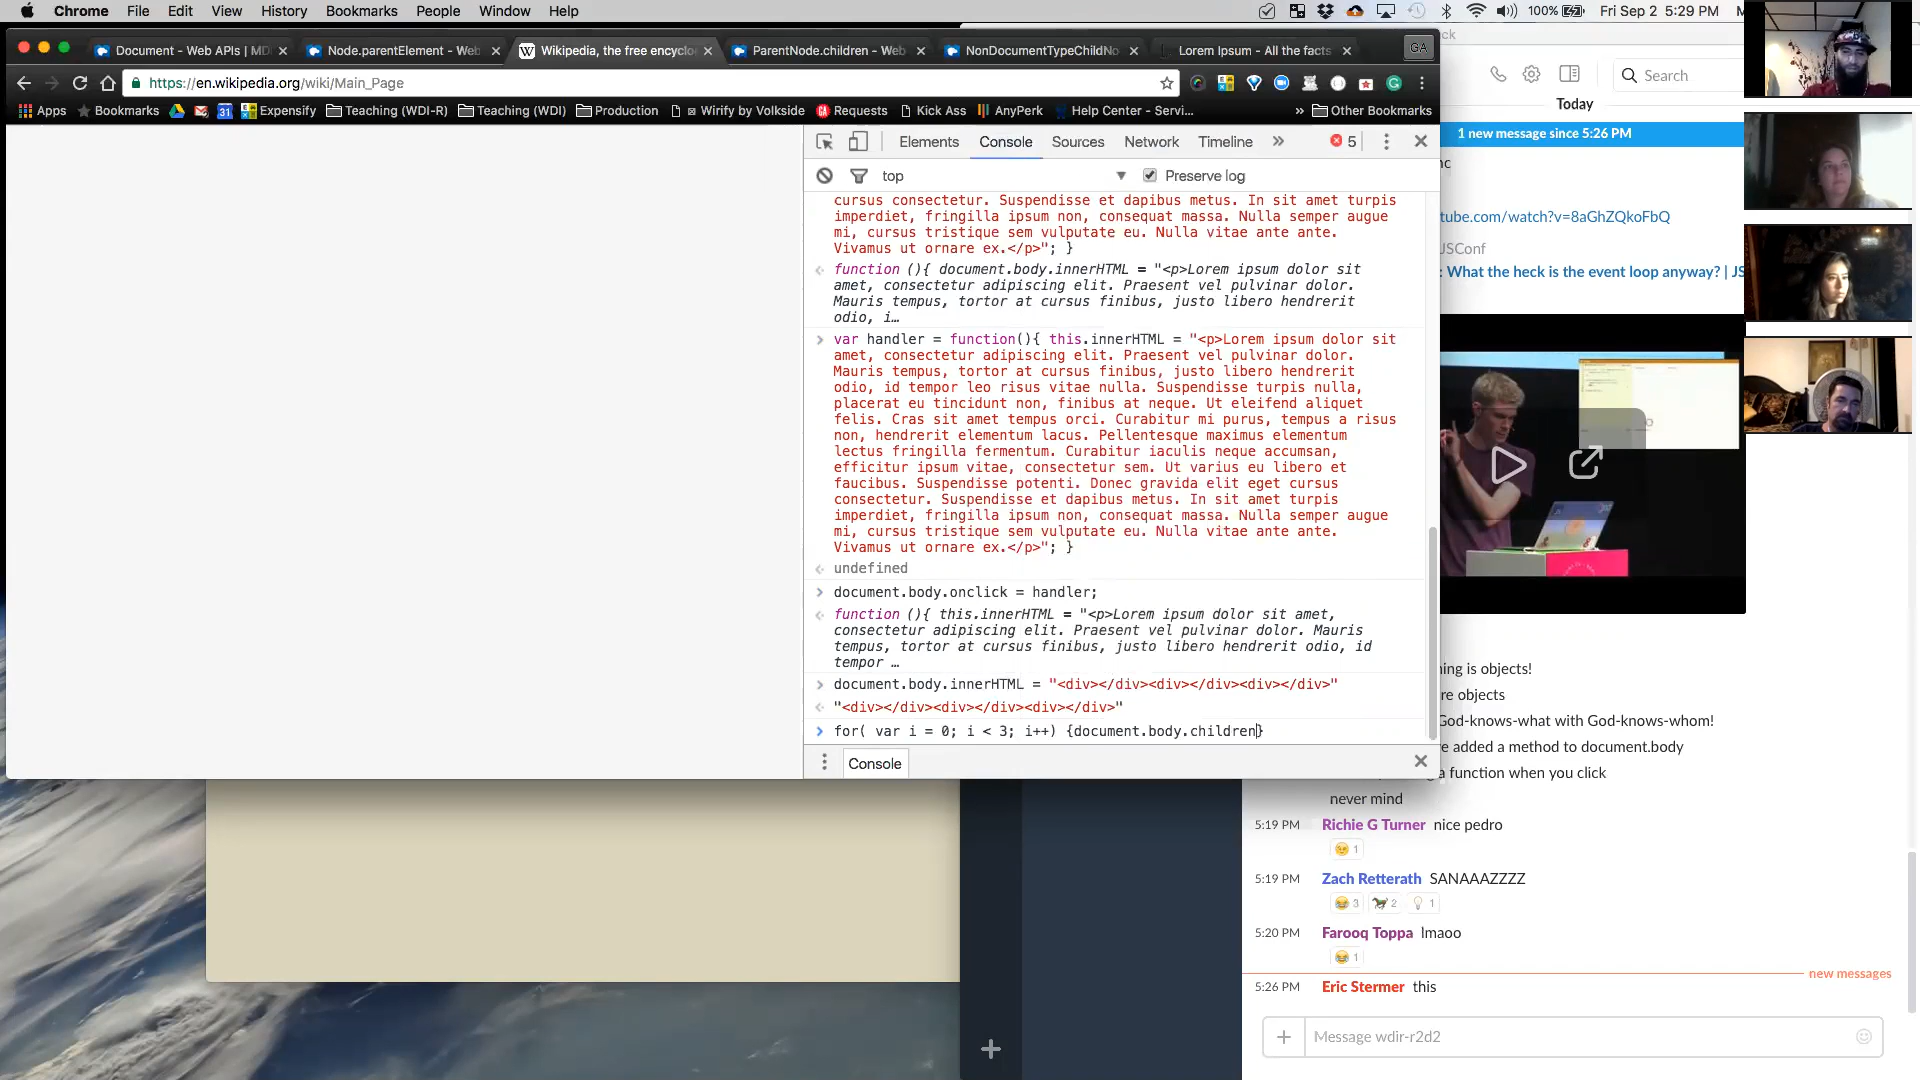 Chrome File Edit View History Bookmarks People Window Help
100% Fri Sep 2 5:29 PM M
Document - Web APIs | MD
Node.parentElement - Web
Wikipedia, the free encyclo
ParentNode.children - Web
NonDocumentTypeChildNo
Lorem Ipsum - All the facts
GA
https://en.wikipedia.org/wiki/Main_Page
Apps Bookmarks 31 Expensify Teaching (WDI-R) Teaching (WDI) Production Wirify by Volkside Requests Kick Ass AnyPerk Help Center - Servi... » Other Bookmarks
Elements Console Sources Network Timeline » 5
top Preserve log
cursus consectetur. Suspendisse et dapibus metus. In sit amet turpis
imperdiet, fringilla ipsum non, consequat massa. Nulla semper augue
mi, cursus tristique sem vulputate eu. Nulla vitae ante ante.
Vivamus ut ornare ex.</p>"; }
function (){ document.body.innerHTML = "<p>Lorem ipsum dolor sit
amet, consectetur adipiscing elit. Praesent vel pulvinar dolor.
Mauris tempus, tortor at cursus finibus, justo libero hendrerit
odio, i…
var handler = function(){ this.innerHTML = "<p>Lorem ipsum dolor sit
amet, consectetur adipiscing elit. Praesent vel pulvinar dolor.
Mauris tempus, tortor at cursus finibus, justo libero hendrerit
odio, id tempor leo risus vitae nulla. Suspendisse turpis nulla,
placerat eu tincidunt non, finibus at neque. Ut eleifend aliquet
felis. Cras sit amet tempus orci. Curabitur mi purus, tempus a risus
non, hendrerit elementum lacus. Pellentesque maximus elementum
lectus fringilla fermentum. Curabitur iaculis neque accumsan,
efficitur ipsum vitae, consectetur sem. Ut varius eu libero et
faucibus. Suspendisse potenti. Donec gravida elit eget cursus
consectetur. Suspendisse et dapibus metus. In sit amet turpis
imperdiet, fringilla ipsum non, consequat massa. Nulla semper augue
mi, cursus tristique sem vulputate eu. Nulla vitae ante ante.
Vivamus ut ornare ex.</p>"; }
undefined
document.body.onclick = handler;
function (){ this.innerHTML = "<p>Lorem ipsum dolor sit amet,
consectetur adipiscing elit. Praesent vel pulvinar dolor. Mauris
tempus, tortor at cursus finibus, justo libero hendrerit odio, id
tempor …
document.body.innerHTML = "<div></div><div></div><div></div>"
"<div></div><div></div><div></div>"
for( var i = 0; i < 3; i++) {document.body.children}
Console
ck
Search
Today
1 new message since 5:26 PM
nc
tube.com/watch?v=8aGhZQkoFbQ
JSConf
: What the heck is the event loop anyway? | JS
ning is objects!
re objects
God-knows-what with God-knows-whom!
e added a method to document.body
g a function when you click
never mind
5:19 PM Richie G Turner nice pedro
1
5:19 PM Zach Retterath SANAAAZZZZ
3 2 1
5:20 PM Farooq Toppa lmaoo
1
new messages
5:26 PM Eric Stermer this
Message wdir-r2d2